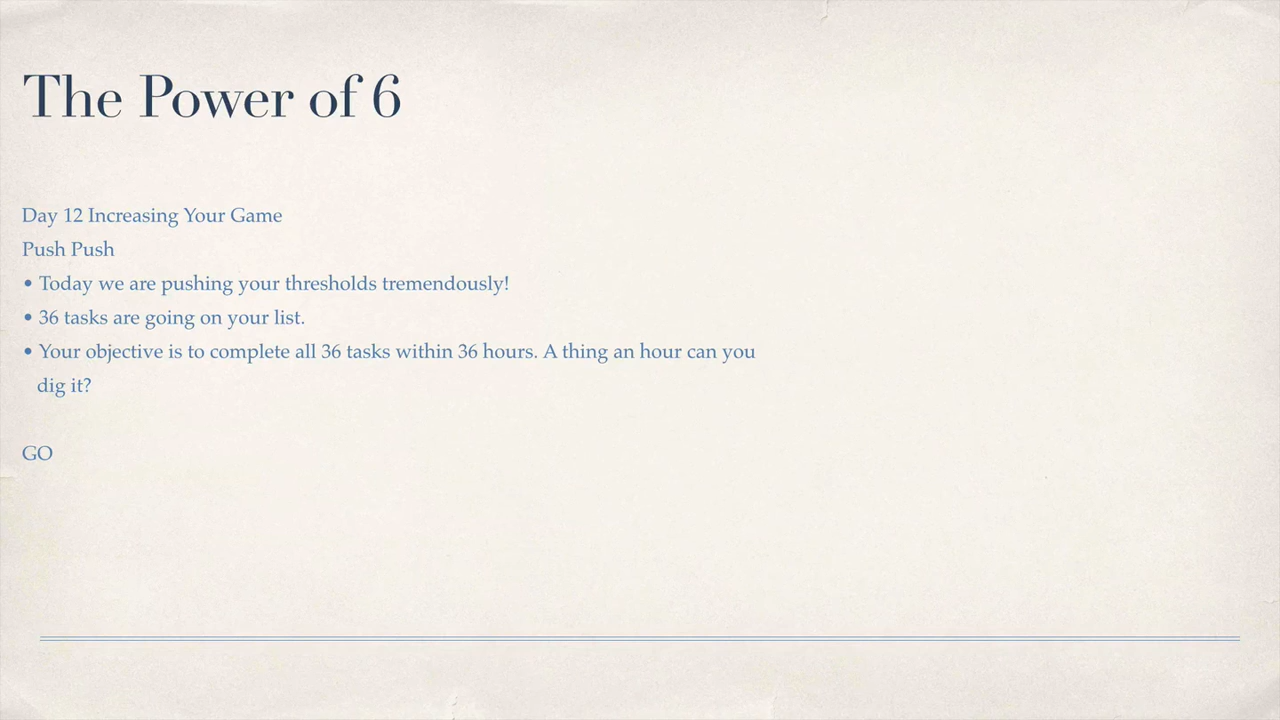 The Power of 6
Day 12 Increasing Your Game
Push Push
• Today we are pushing your thresholds tremendously!
• 36 tasks are going on your list.
• Your objective is to complete all 36 tasks within 36 hours. A thing an hour can you
dig it?
GO